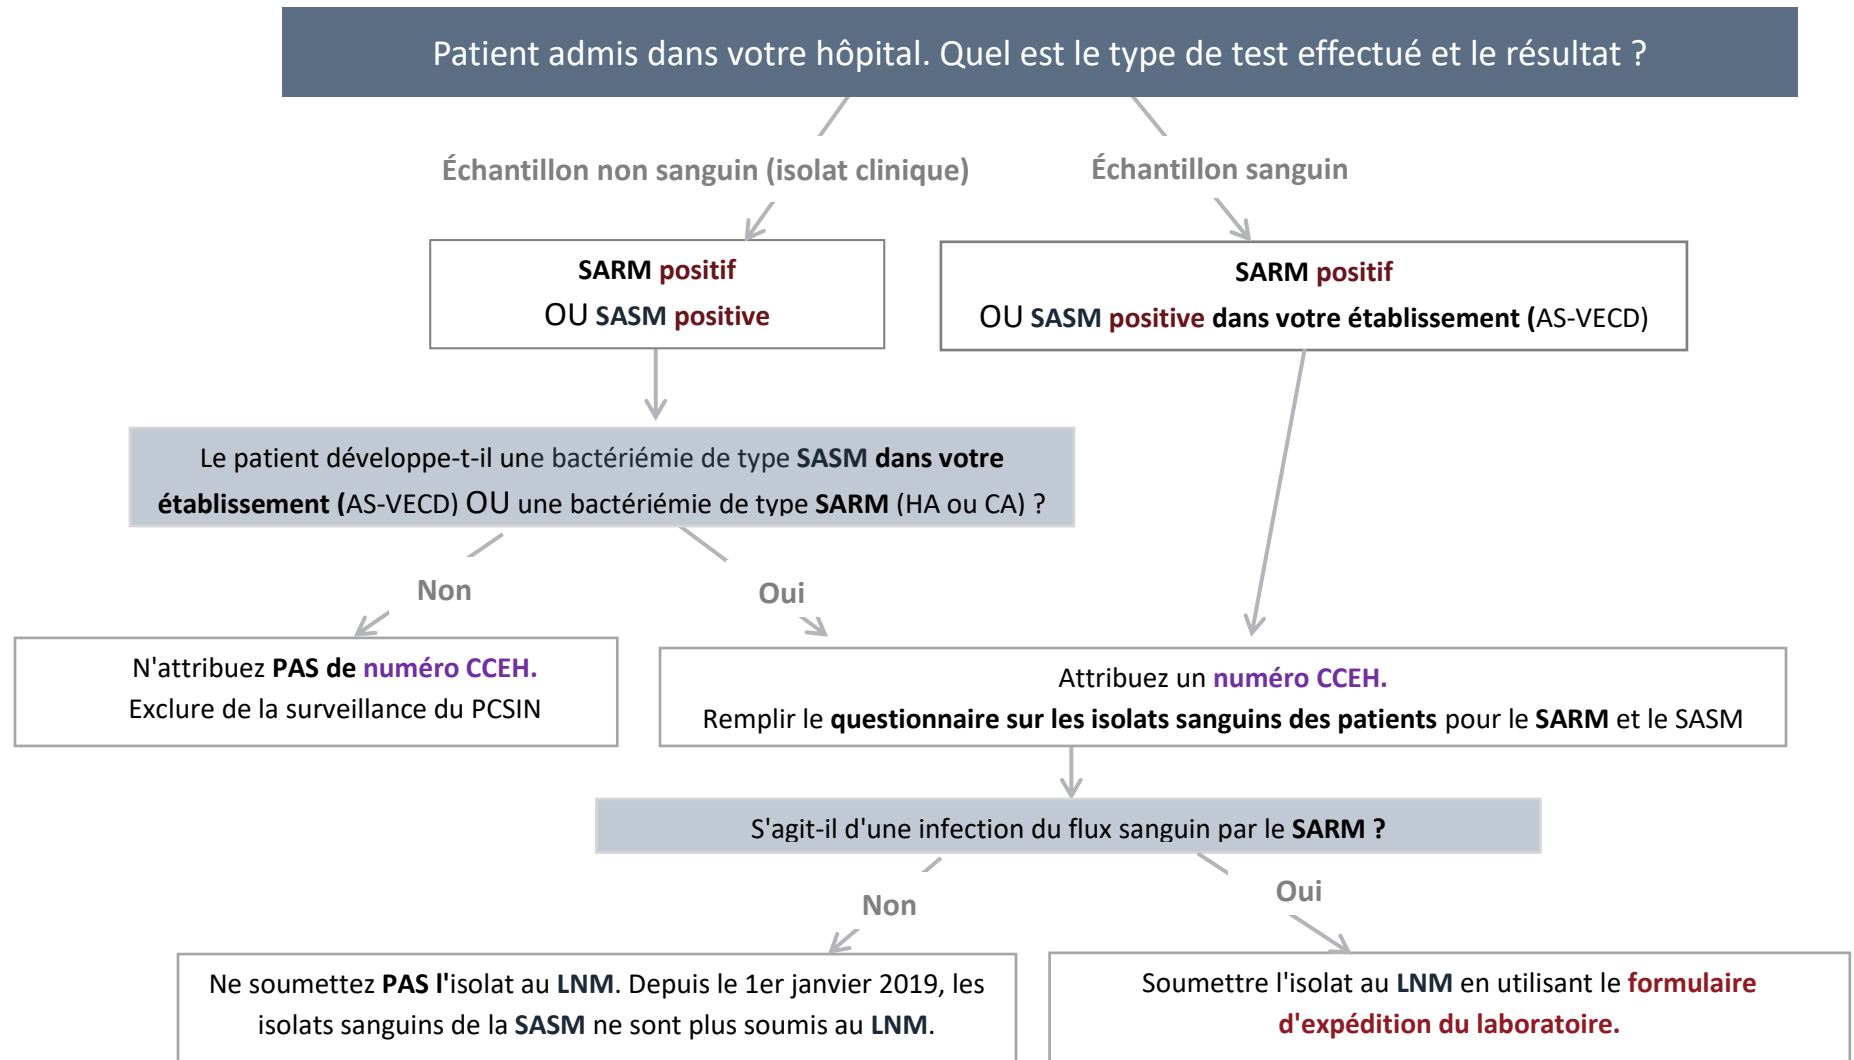 Patient admis dans votre hôpital. Quel est le type de test effectué et le résultat ?
Échantillon non sanguin (isolat clinique)
Échantillon sanguin
SARM positif
OU SASM positive
SARM positif
OU SASM positive dans votre établissement (AS-VECD)
Le patient développe-t-il une bactériémie de type SASM dans votre
établissement (AS-VECD) OU une bactériémie de type SARM (HA ou CA) ?
Non
Oui
N'attribuez PAS de numéro CCEH.
Exclure de la surveillance du PCSIN
Attribuez un numéro CCEH.
Remplir le questionnaire sur les isolats sanguins des patients pour le SARM et le SASM
S'agit-il d'une infection du flux sanguin par le SARM ?
Non
Oui
Ne soumettez PAS l'isolat au LNM. Depuis le 1er janvier 2019, les
isolats sanguins de la SASM ne sont plus soumis au LNM.
Soumettre l'isolat au LNM en utilisant le formulaire
d'expédition du laboratoire.